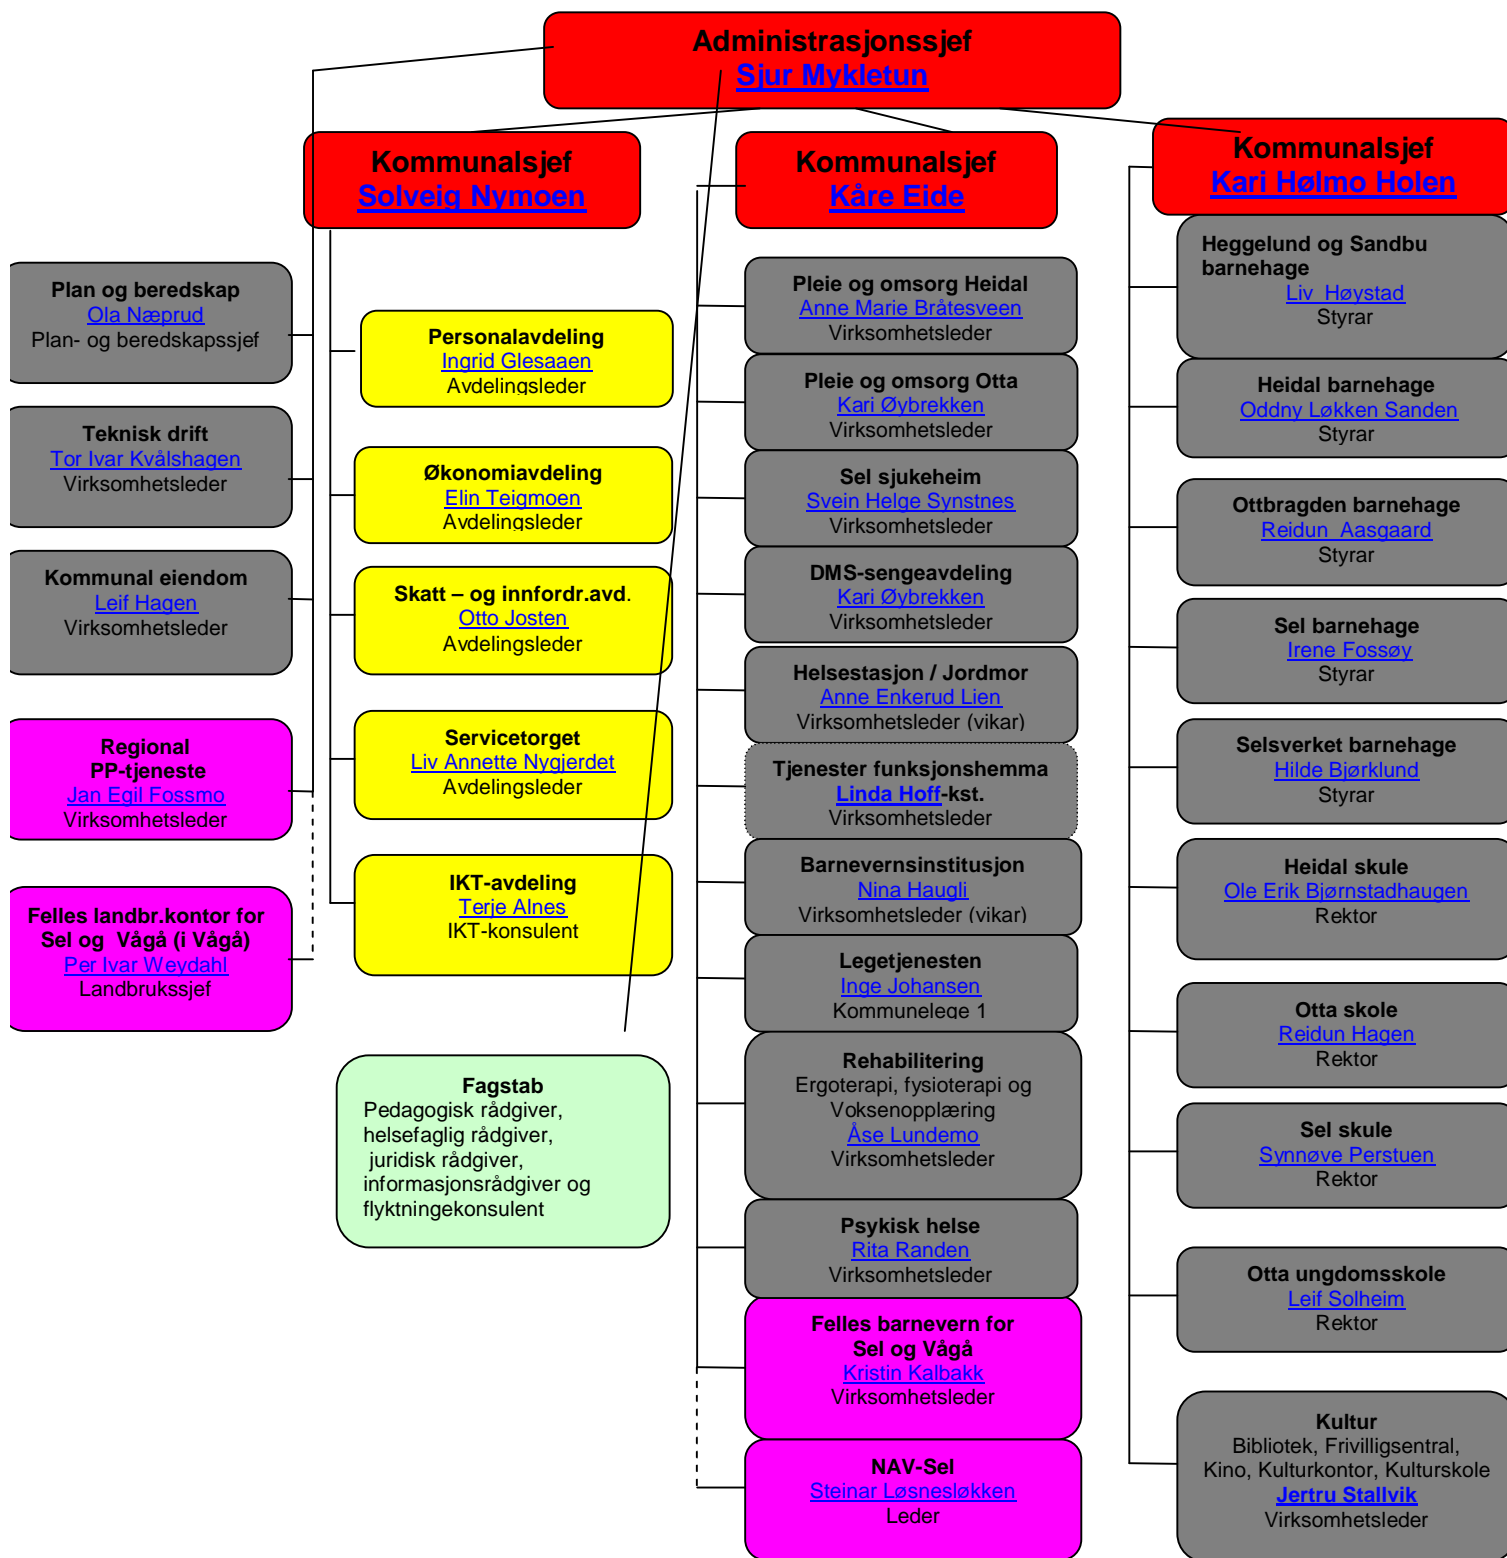 Administrasjonssjef
Sjur Mykletun
Kommunalsjef
Solveig Nymoen
Kommunalsjef
Kåre Eide
Kommunalsjef
Kari Hølmo Holen
Plan og beredskap
Ola Næprud
Plan- og beredskapssjef
Teknisk drift
Tor Ivar Kvålshagen
Virksomhetsleder
Kommunal eiendom
Leif Hagen
Virksomhetsleder
Regional
PP-tjeneste
Jan Egil Fossmo
Virksomhetsleder
Felles landbr.kontor for
Sel og Vågå (i Vågå)
Per Ivar Weydahl
Landbrukssjef
Personalavdeling
Ingrid Glesaaen
Avdelingsleder
Økonomiavdeling
Elin Teigmoen
Avdelingsleder
Skatt – og innfordr.avd.
Otto Josten
Avdelingsleder
Servicetorget
Liv Annette Nygjerdet
Avdelingsleder
IKT-avdeling
Terje Alnes
IKT-konsulent
Fagstab
Pedagogisk rådgiver,
helsefaglig rådgiver,
juridisk rådgiver,
informasjonsrådgiver og
flyktningekonsulent
Pleie og omsorg Heidal
Anne Marie Bråtesveen
Virksomhetsleder
Pleie og omsorg Otta
Kari Øybrekken
Virksomhetsleder
Sel sjukeheim
Svein Helge Synstnes
Virksomhetsleder
DMS-sengeavdeling
Kari Øybrekken
Virksomhetsleder
Helsestasjon / Jordmor
Anne Enkerud Lien
Virksomhetsleder (vikar)
Tjenester funksjonshemma
Linda Hoff-kst.
Virksomhetsleder
Barnevernsinstitusjon
Nina Haugli
Virksomhetsleder (vikar)
Legetjenesten
Inge Johansen
Kommunelege 1
Rehabilitering
Ergoterapi, fysioterapi og
Voksenopplæring
Åse Lundemo
Virksomhetsleder
Psykisk helse
Rita Randen
Virksomhetsleder
Felles barnevern for
Sel og Vågå
Kristin Kalbakk
Virksomhetsleder
NAV-Sel
Steinar Løsnesløkken
Leder
Heggelund og Sandbu
barnehage
Liv Høystad
Styrar
Heidal barnehage
Oddny Løkken Sanden
Styrar
Ottbragden barnehage
Reidun Aasgaard
Styrar
Sel barnehage
Irene Fossøy
Styrar
Selsverket barnehage
Hilde Bjørklund
Styrar
Heidal skule
Ole Erik Bjørnstadhaugen
Rektor
Otta skole
Reidun Hagen
Rektor
Sel skule
Synnøve Perstuen
Rektor
Otta ungdomsskole
Leif Solheim
Rektor
Kultur
Bibliotek, Frivilligsentral,
Kino, Kulturkontor, Kulturskole
Jertru Stallvik
Virksomhetsleder